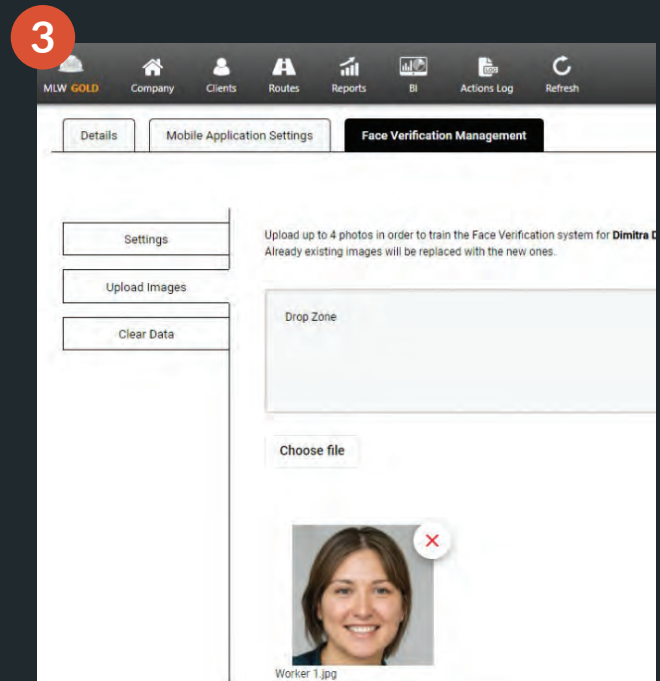 3
MLW GOLD Company Clients Routes Reports BI Actions Log Refresh
Details Mobile Application Settings Face Verification Management
Settings
Upload Images
Clear Data
Upload up to 4 photos in order to train the Face Verification system for Dimitra D
Already existing images will be replaced with the new ones.
Drop Zone
Choose file
Worker 1.jpg